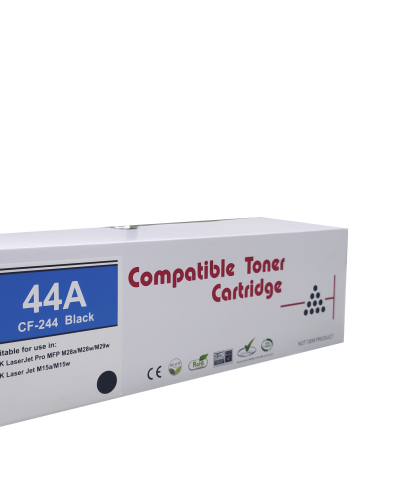 44A
CF-244 Black
itable for use in:
K LaserJet Pro MFP M28a/M28w/M29w
K Laser Jet M15a/M15w
Compatible Toner
Cartridge
CE
RoHS
NOT OEM PRODUCT